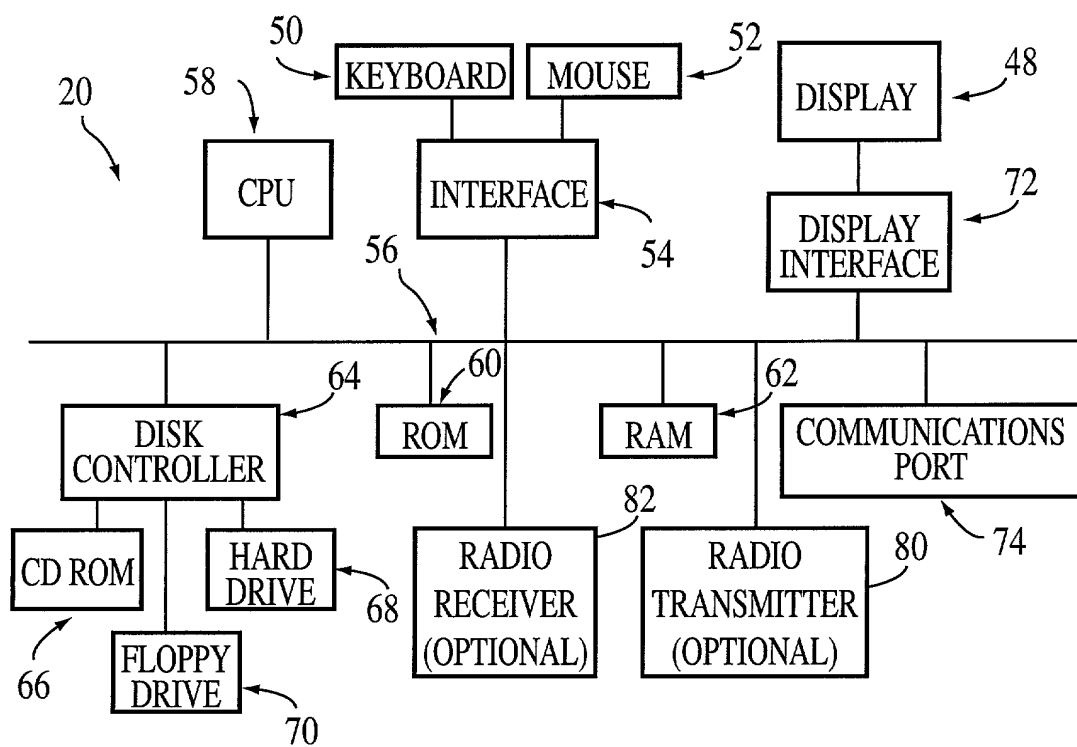 50
KEYBOARD
MOUSE
52
48
58
20
DISPLAY
CPU
INTERFACE
54
72
DISPLAY
INTERFACE
56
64
60
62
DISK
CONTROLLER
ROM
RAM
COMMUNICATIONS
PORT
74
82
80
CD ROM
66
HARD
DRIVE
68
FLOPPY
DRIVE
70
RADIO
RECEIVER
(OPTIONAL)
RADIO
TRANSMITTER
(OPTIONAL)